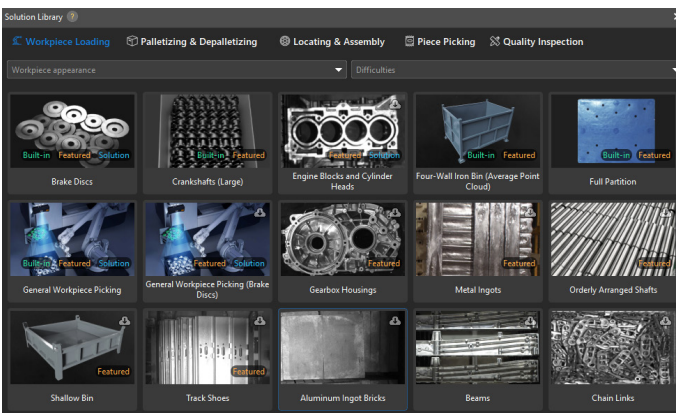 Solution Library ?
Workpiece Loading
Palletizing & Depalletizing
Locating & Assembly
Piece Picking
Quality Inspection
Workpiece appearance
Difficulties
Built-in Featured Solution
Brake Discs
Built-in Featured
Crankshafts (Large)
Featured Solution
Engine Blocks and Cylinder
Heads
Built-in Featured
Four-Wall Iron Bin (Average Point
Cloud)
Built-in Featured
Full Partition
Built-in Featured Solution
General Workpiece Picking
Featured Solution
General Workpiece Picking (Brake
Discs)
Featured
Gearbox Housings
Featured
Metal Ingots
Featured
Orderly Arranged Shafts
Featured
Shallow Bin
Featured
Track Shoes
Aluminum Ingot Bricks
Beams
Chain Links